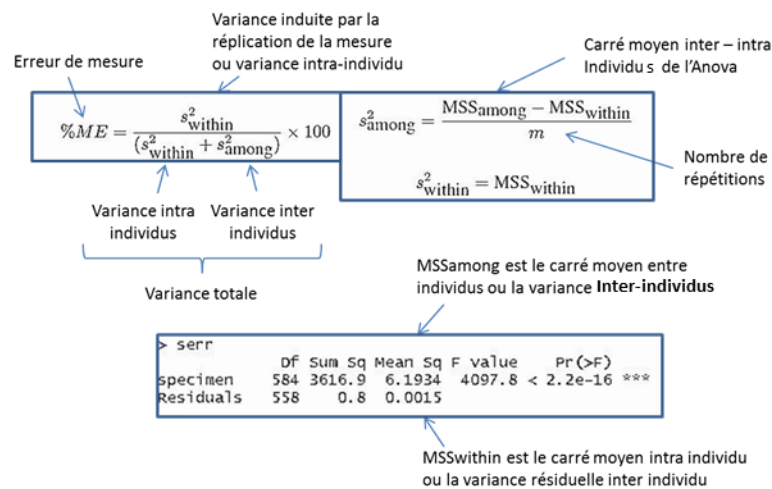 Variance induite par la
réplication de la mesure
ou variance intra-individu
Erreur de mesure
Carré moyen inter – intra
Individus de l'Anova
%ME = s²within / (s²within + s²among) × 100
s²among = MSSamong − MSSwithin / m
s²within = MSSwithin
Nombre de
répétitions
Variance intra
individus
Variance inter
individus
Variance totale
MSSamong est le carré moyen entre
individus ou la variance Inter-individus
> serr
Df Sum Sq Mean Sq F value Pr(>F)
specimen 584 3616.9 6.1934 4097.8 < 2.2e-16 ***
Residuals 558 0.8 0.0015
MSSwithin est le carré moyen intra individu
ou la variance résiduelle inter individu